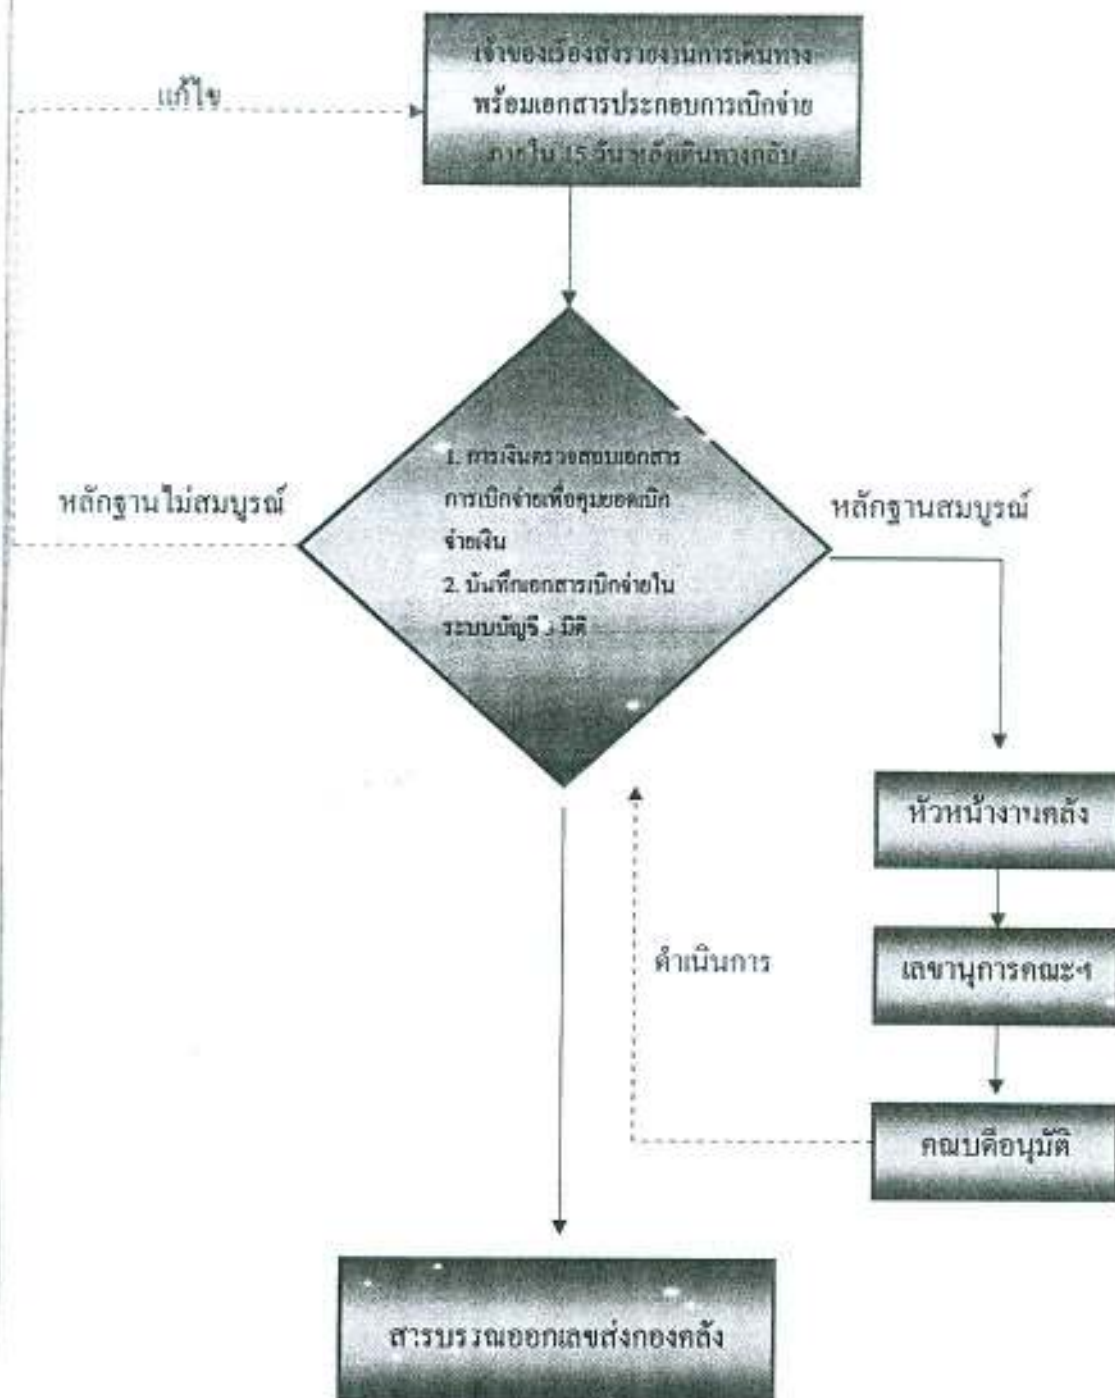 เจ้าของเรื่องส่งรายงานการเดินทาง
พร้อมเอกสารประกอบการเบิกจ่าย
ภายใน 15 วัน หลังเดินทางกลับ
แก้ไข
1. การเงินตรวจสอบเอกสาร
การเบิกจ่ายเพื่อคุมยอดเบิก
จ่ายเงิน
2. บันทึกเอกสารเบิกจ่ายใน
ระบบบัญชี 3 มิติ
หลักฐานไม่สมบูรณ์
หลักฐานสมบูรณ์
หัวหน้างานคลัง
เลขานุการคณะฯ
คณบดีอนุมัติ
ดำเนินการ
สารบรรณออกเลขส่งกองคลัง